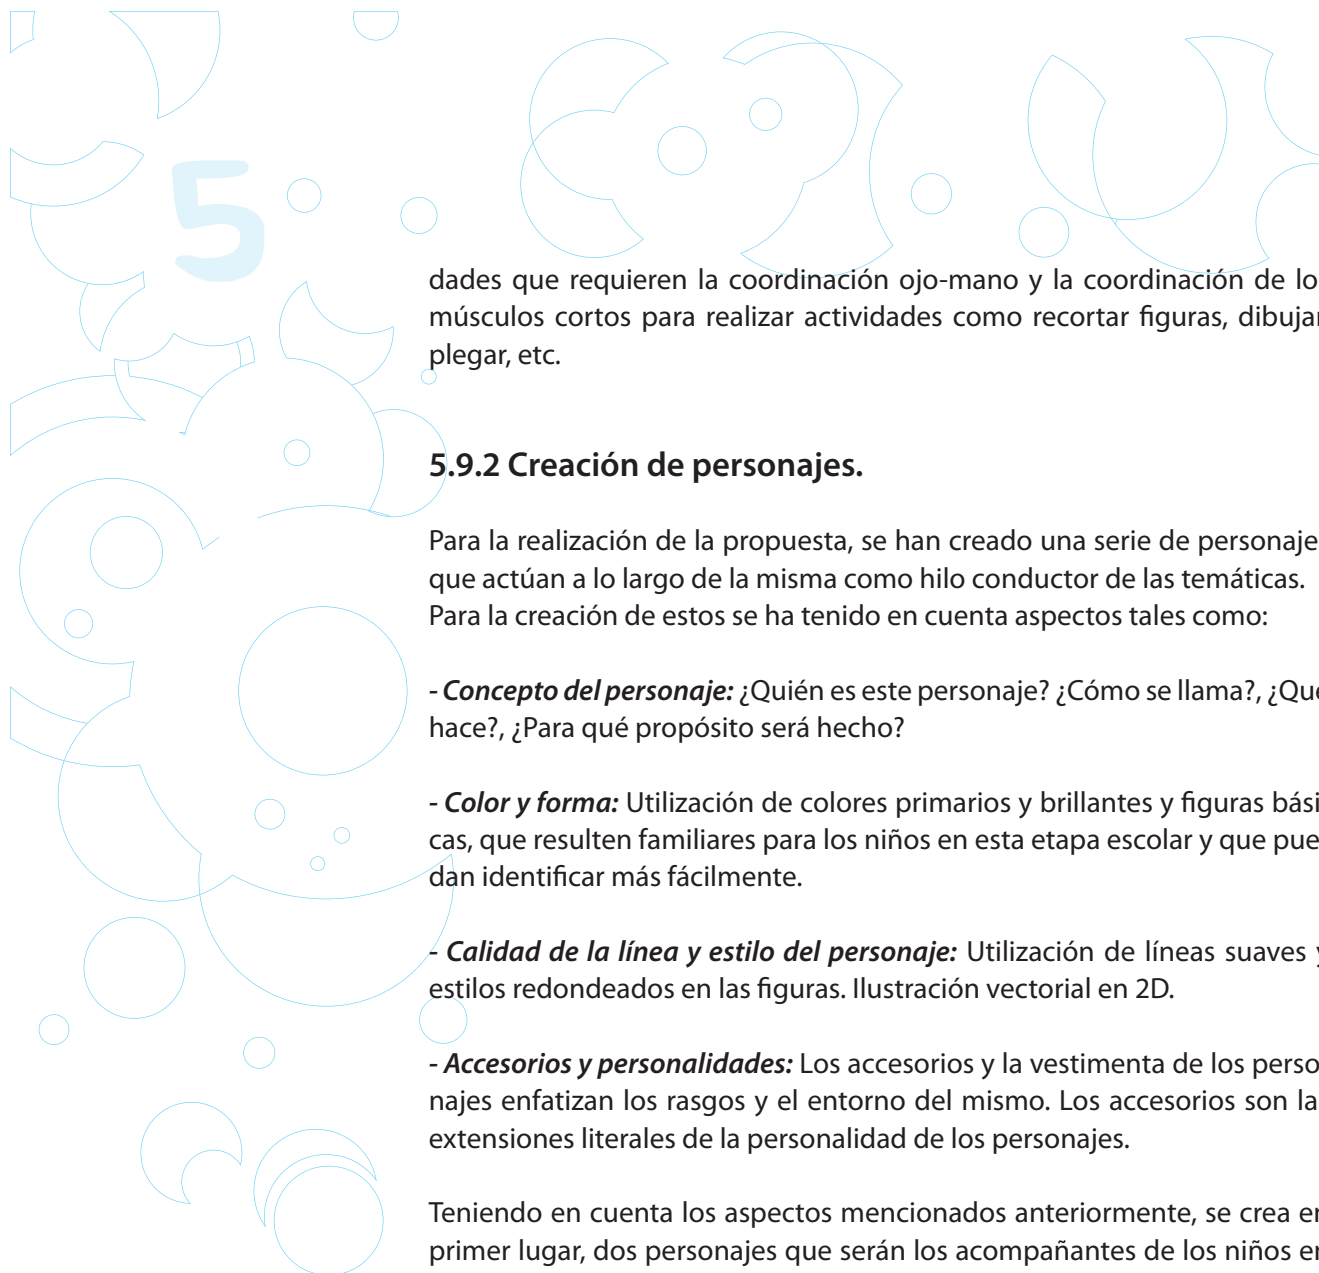 5
dades que requieren la coordinación ojo-mano y la coordinación de lo
músculos cortos para realizar actividades como recortar figuras, dibujar
plegar, etc.
5.9.2 Creación de personajes.
Para la realización de la propuesta, se han creado una serie de personaje
que actúan a lo largo de la misma como hilo conductor de las temáticas.
Para la creación de estos se ha tenido en cuenta aspectos tales como:
- Concepto del personaje: ¿Quién es este personaje? ¿Cómo se llama?, ¿Qué
hace?, ¿Para qué propósito será hecho?
- Color y forma: Utilización de colores primarios y brillantes y figuras bási
cas, que resulten familiares para los niños en esta etapa escolar y que pue
dan identificar más fácilmente.
- Calidad de la línea y estilo del personaje: Utilización de líneas suaves y
estilos redondeados en las figuras. Ilustración vectorial en 2D.
- Accesorios y personalidades: Los accesorios y la vestimenta de los perso
najes enfatizan los rasgos y el entorno del mismo. Los accesorios son la
extensiones literales de la personalidad de los personajes.
Teniendo en cuenta los aspectos mencionados anteriormente, se crea en
primer lugar, dos personajes que serán los acompañantes de los niños en